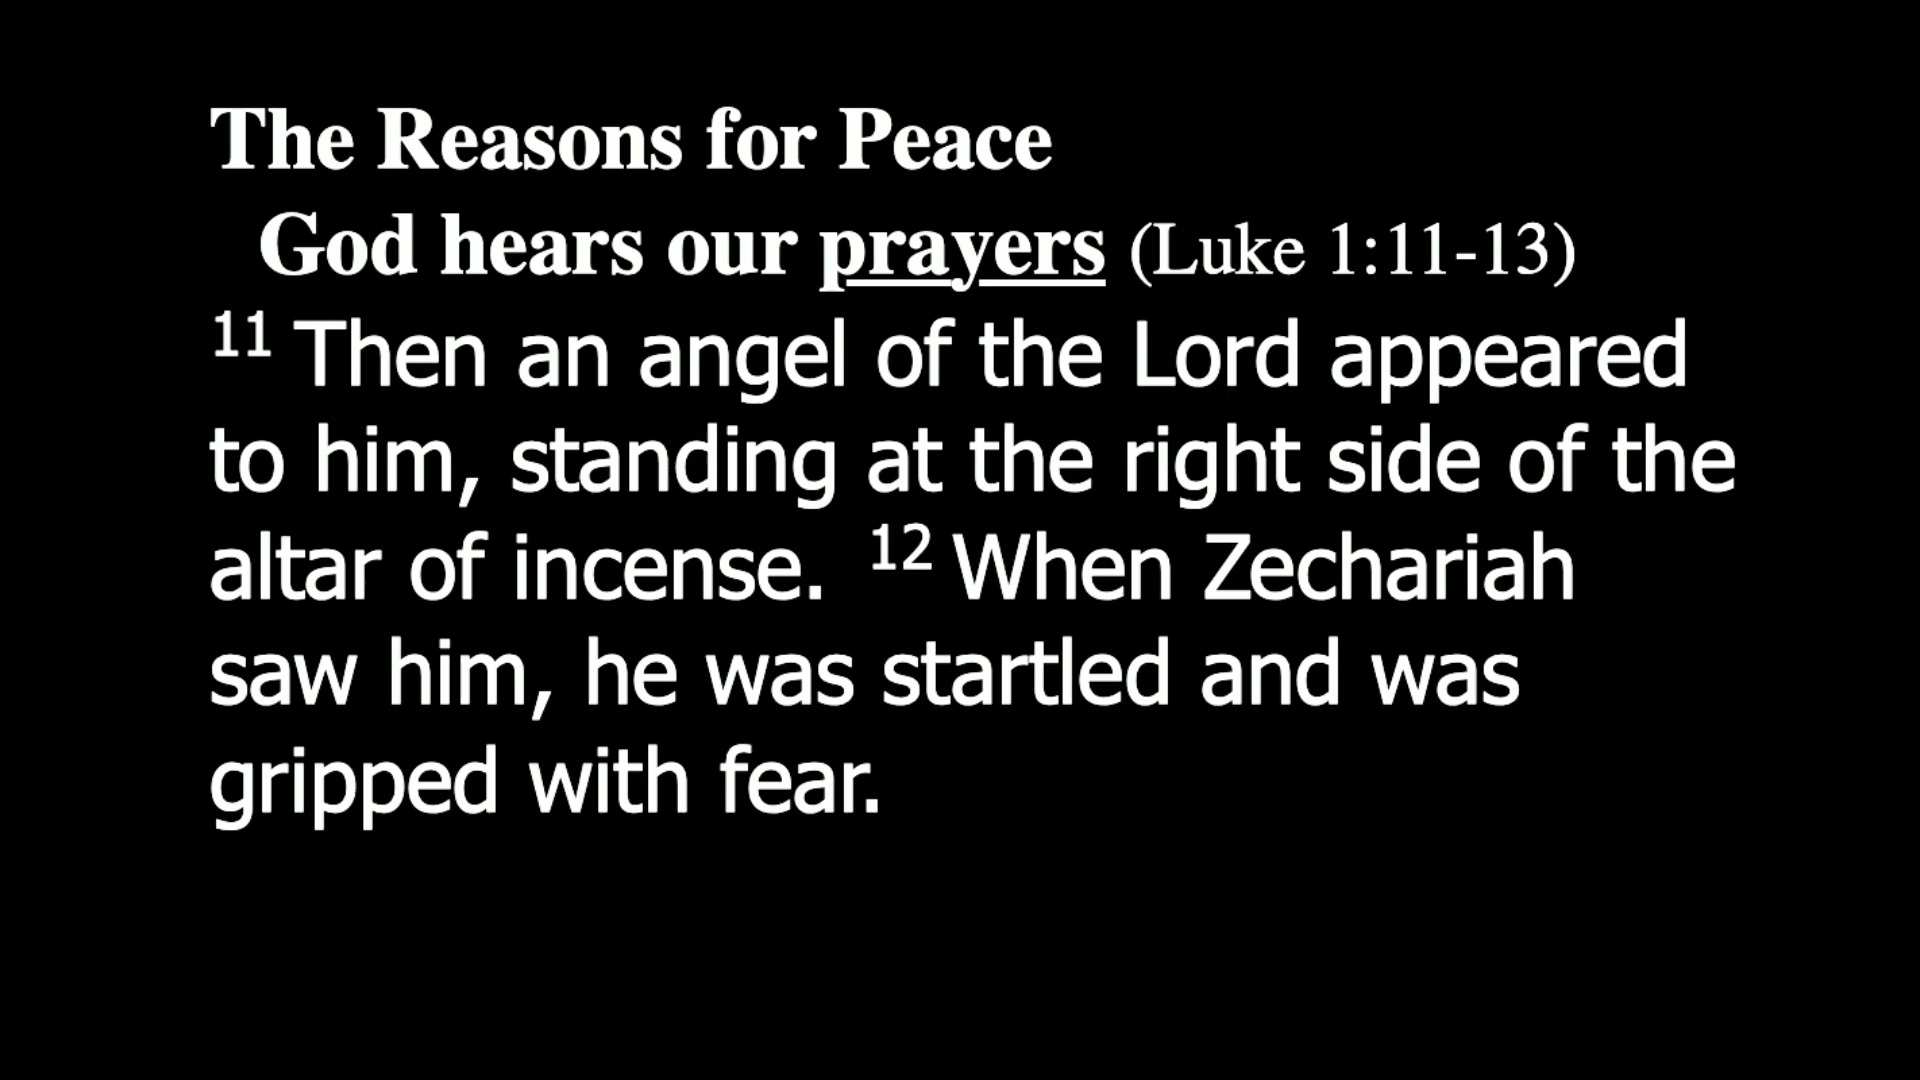 The Reasons for Peace
God hears our prayers (Luke 1:11-13)
11 Then an angel of the Lord appeared
to him, standing at the right side of the
altar of incense. 12 When Zechariah
saw him, he was startled and was
gripped with fear.